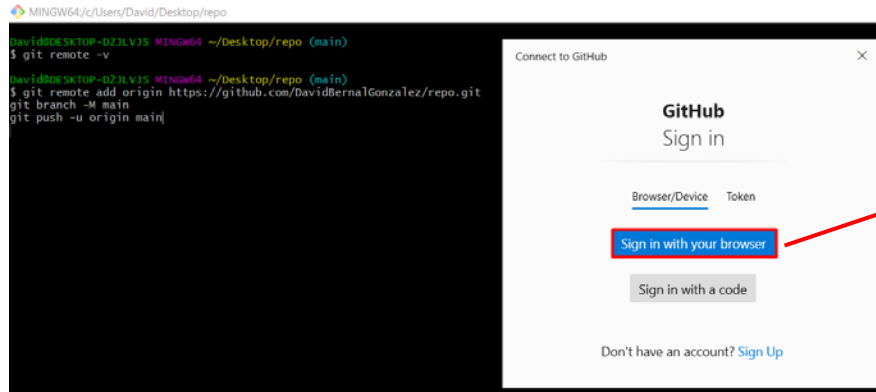 MINGW64:/c/Users/David/Desktop/repo
David@DESKTOP-D2JLVJS MINGW64 ~/Desktop/repo (main)
$ git remote -v
David@DESKTOP-D2JLVJS MINGW64 ~/Desktop/repo (main)
$ git remote add origin https://github.com/DavidBernalGonzalez/repo.git
git branch -M main
git push -u origin main
Connect to GitHub
GitHub
Sign in
Browser/Device Token
Sign in with your browser
Sign in with a code
Don't have an account? Sign Up